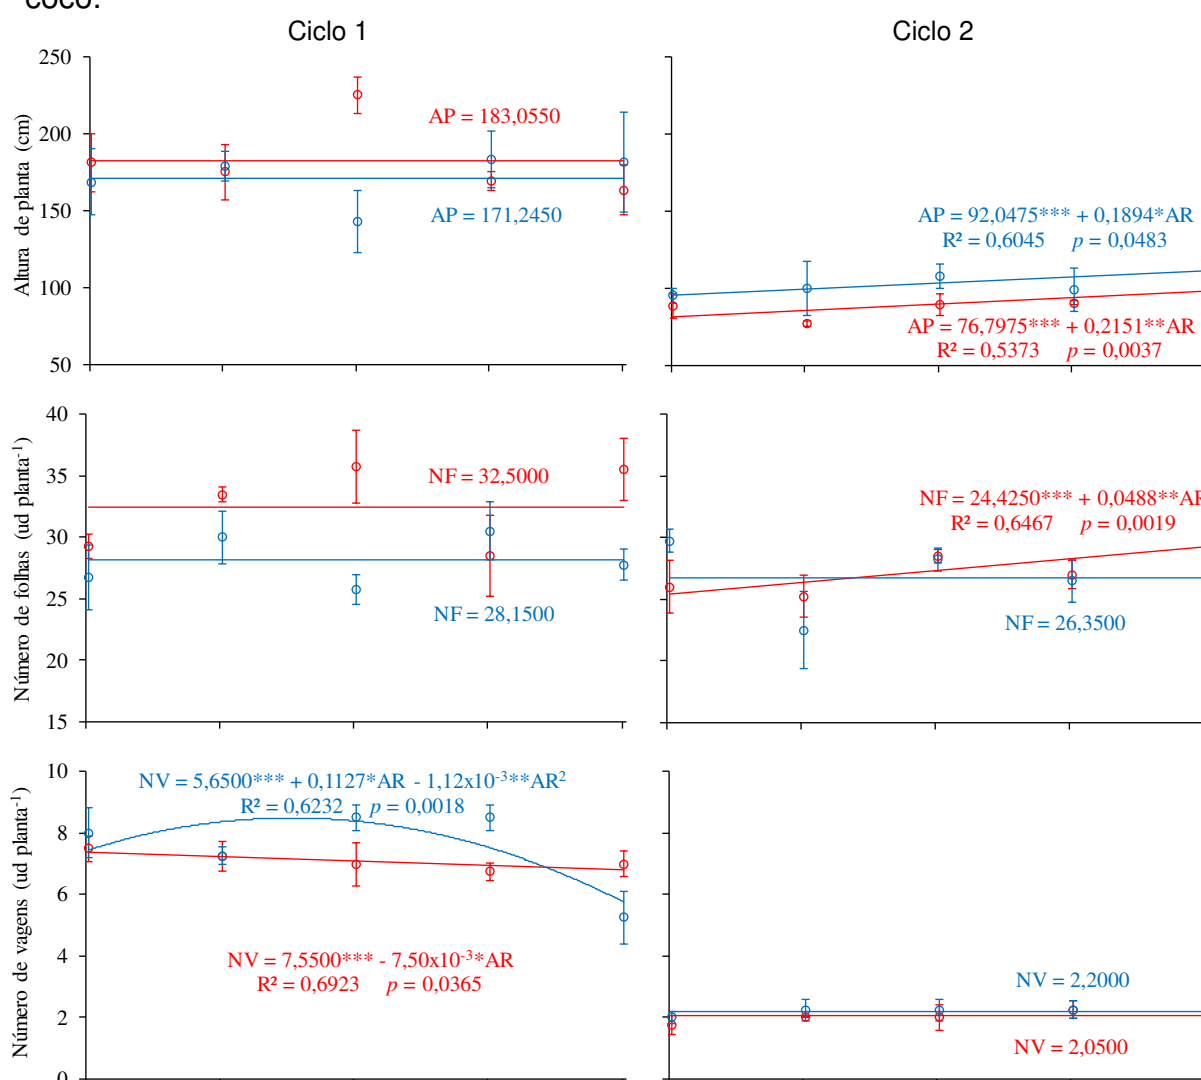 coco.
Ciclo 1
Ciclo 2
Altura de planta (cm)
250
200
150
100
50
AP = 183,0550
AP = 171,2450
AP = 92,0475*** + 0,1894*AR
R² = 0,6045 p = 0,0483
AP = 76,7975*** + 0,2151**AR
R² = 0,5373 p = 0,0037
Número de folhas (ud planta⁻¹)
40
35
30
25
20
15
NF = 32,5000
NF = 28,1500
NF = 24,4250*** + 0,0488**AR
R² = 0,6467 p = 0,0019
NF = 26,3500
Número de vagens (ud planta⁻¹)
10
8
6
4
2
0
NV = 5,6500*** + 0,1127*AR - 1,12x10⁻³**AR²
R² = 0,6232 p = 0,0018
NV = 7,5500*** - 7,50x10⁻³*AR
R² = 0,6923 p = 0,0365
NV = 2,2000
NV = 2,0500